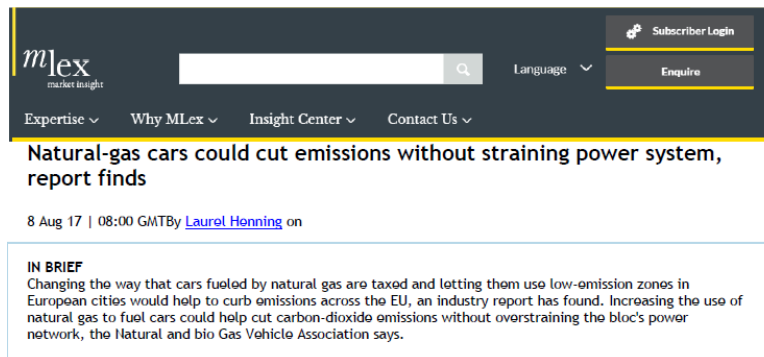 Subscriber Login
mlex
market insight
Language
Enquire
Expertise Why MLex Insight Center Contact Us
Natural-gas cars could cut emissions without straining power system,
report finds
8 Aug 17 | 08:00 GMTBy Laurel Henning on
IN BRIEF
Changing the way that cars fueled by natural gas are taxed and letting them use low-emission zones in
European cities would help to curb emissions across the EU, an industry report has found. Increasing the use of
natural gas to fuel cars could help cut carbon-dioxide emissions without overstraining the bloc's power
network, the Natural and bio Gas Vehicle Association says.